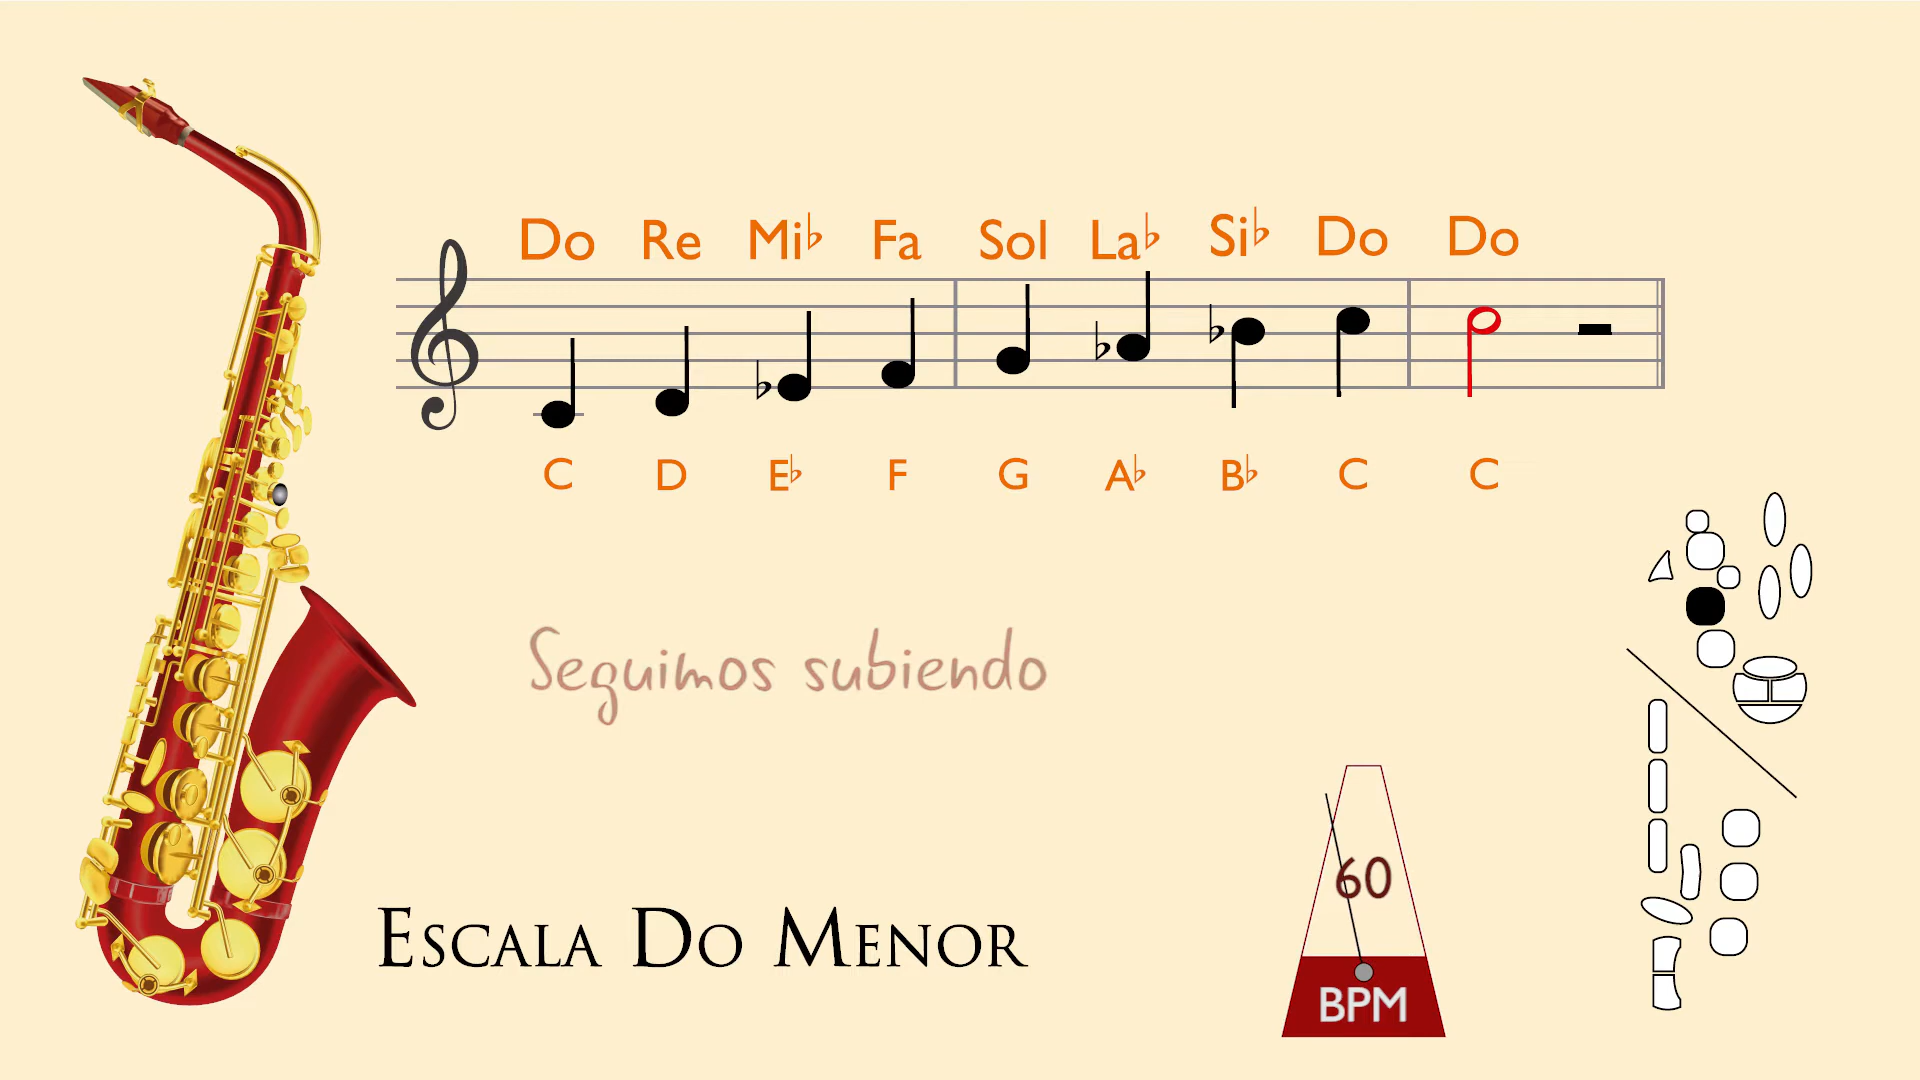 Do Re Mi♭ Fa Sol La♭ Si♭ Do Do
C D E♭ F G A♭ B♭ C C
Seguimos subiendo
60
Escala Do Menor
BPM